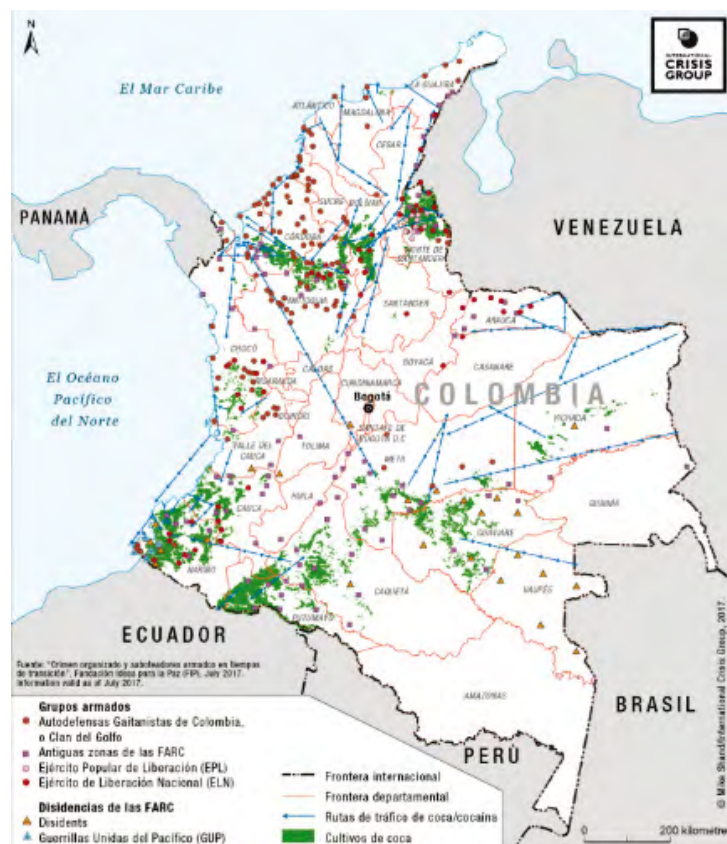 N
INTERNATIONAL
CRISIS
GROUP
El Mar Caribe
LA GUAJIRA
ATLÁNTICO
MAGDALENA
CESAR
PANAMÁ
SUCRE
BOLÍVAR
VENEZUELA
CÓRDOBA
NORTE DE
SANTANDER
ANTIOQUIA
SANTANDER
ARAUCA
CHOCÓ
BOYACÁ
CASANARE
El Océano
Pacífico
del Norte
CALDAS
RISARALDA
CUNDINAMARCA
COLOMBIA
Bogotá
VICHADA
QUINDÍO
SANTAFE DE
BOGOTA D.C
VALLE DEL
CAUCA
TOLIMA
META
GUAINÍA
CAUCA
HUILA
GUAVIARE
NARIÑO
VAUPÉS
CAQUETÁ
PUTUMAYO
ECUADOR
AMAZONAS
BRASIL
PERÚ
Fuente: "Crimen organizado y saboteadores armados en tiempos
de transición", Fundación Ideas para la Paz (FIP), July 2017.
Information valid as of July 2017.
Grupos armados
Autodefensas Gaitanistas de Colombia,
o Clan del Golfo
Antiguas zonas de las FARC
Ejército Popular de Liberación (EPL)
Ejército de Liberación Nacional (ELN)
Disidencias de las FARC
Disidents
Guerrillas Unidas del Pacífico (GUP)
Frontera internacional
Frontera departamental
Rutas de tráfico de coca/cocaína
Cultivos de coca
0
200 kilometre
© Mike Shand/International Crisis Group, 2017.